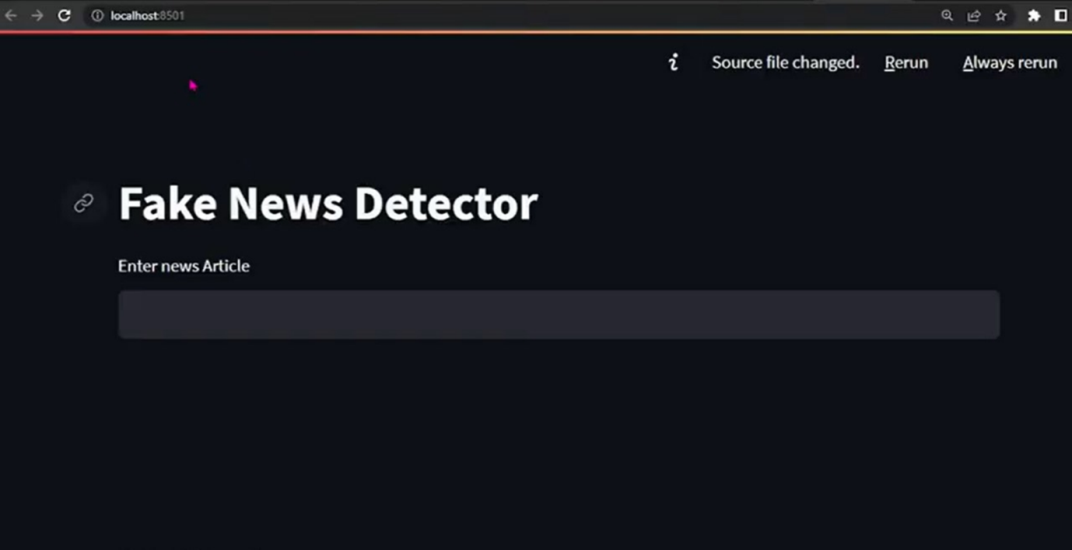 localhost:8501
Source file changed. Rerun Always rerun
Fake News Detector
Enter news Article